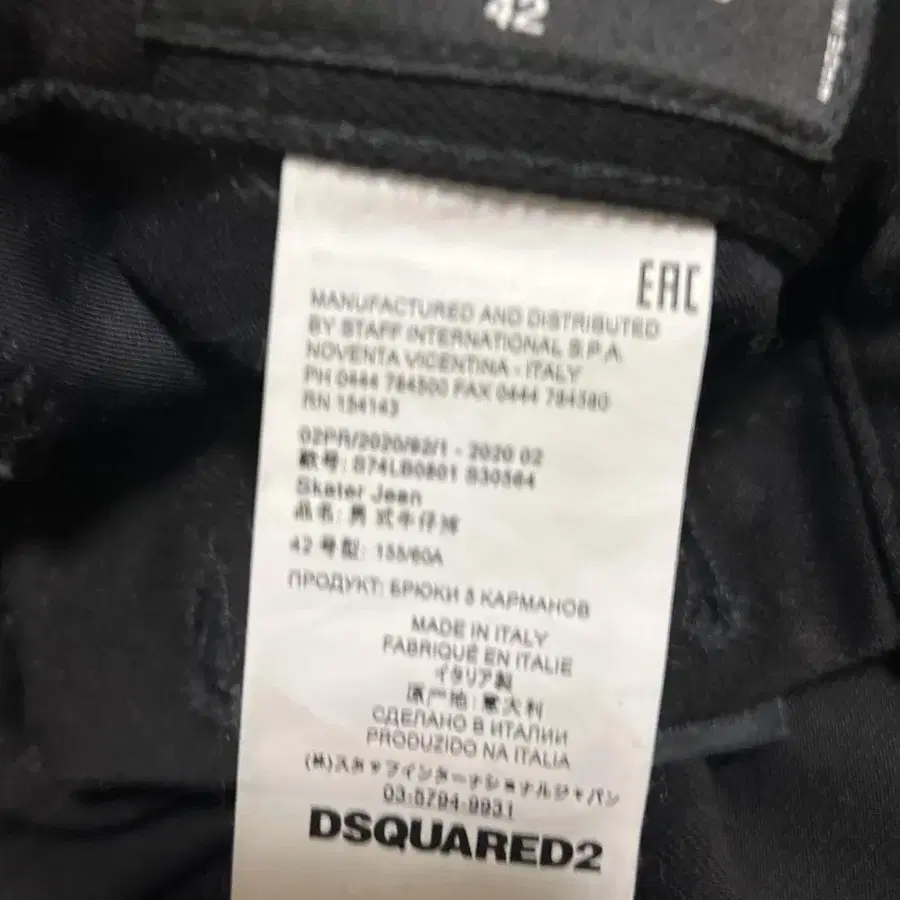 42
EAC
MANUFACTURED AND DISTRIBUTED
BY STAFF INTERNATIONAL S.P.A.
NOVENTA VICENTINA - ITALY
PH 0444 784500 FAX 0444 784380
RN 154143
02PR/2020/82/1 - 2020 02
款号: S74LB0801 S30564
Skater Jean
品名: 男式牛仔裤
42 号型: 155/60A
ПРОДУКТ: БРЮКИ 5 КАРМАНОВ
MADE IN ITALY
FABRIQUÉ EN ITALIE
イタリア製
原产地: 意大利
СДЕЛАНО В ИТАЛИИ
PRODUZIDO NA ITALIA
(株)スタッフインターナショナルジャパン
03-5794-9931
DSQUARED2